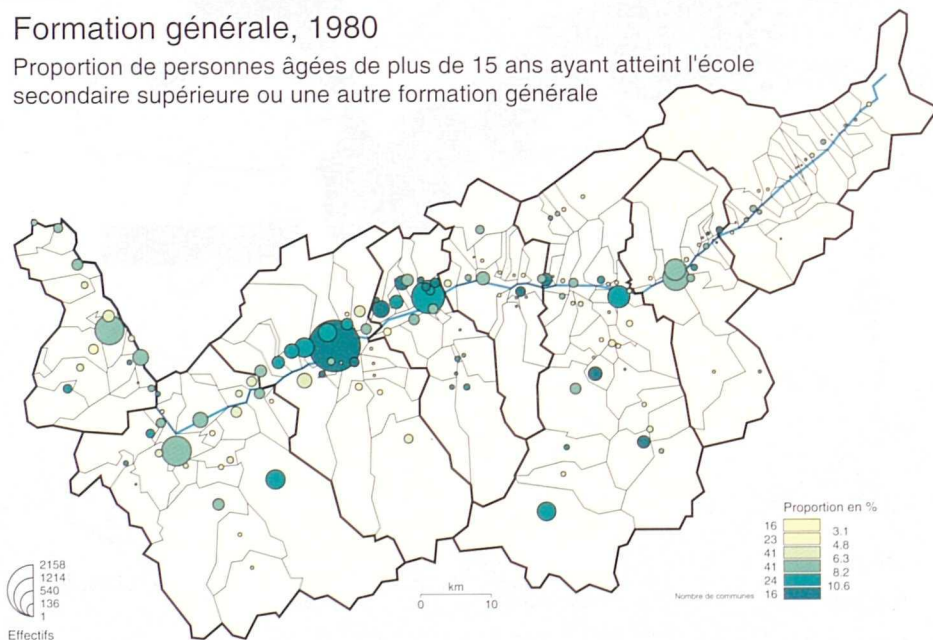 Formation générale, 1980
Proportion de personnes âgées de plus de 15 ans ayant atteint l'école
secondaire supérieure ou une autre formation générale
Proportion en %
16
3.1
23
4.8
41
6.3
41
8.2
24
10.6
16
Nombre de communes
2158
1214
540
136
1
Effectifs
km
0 10